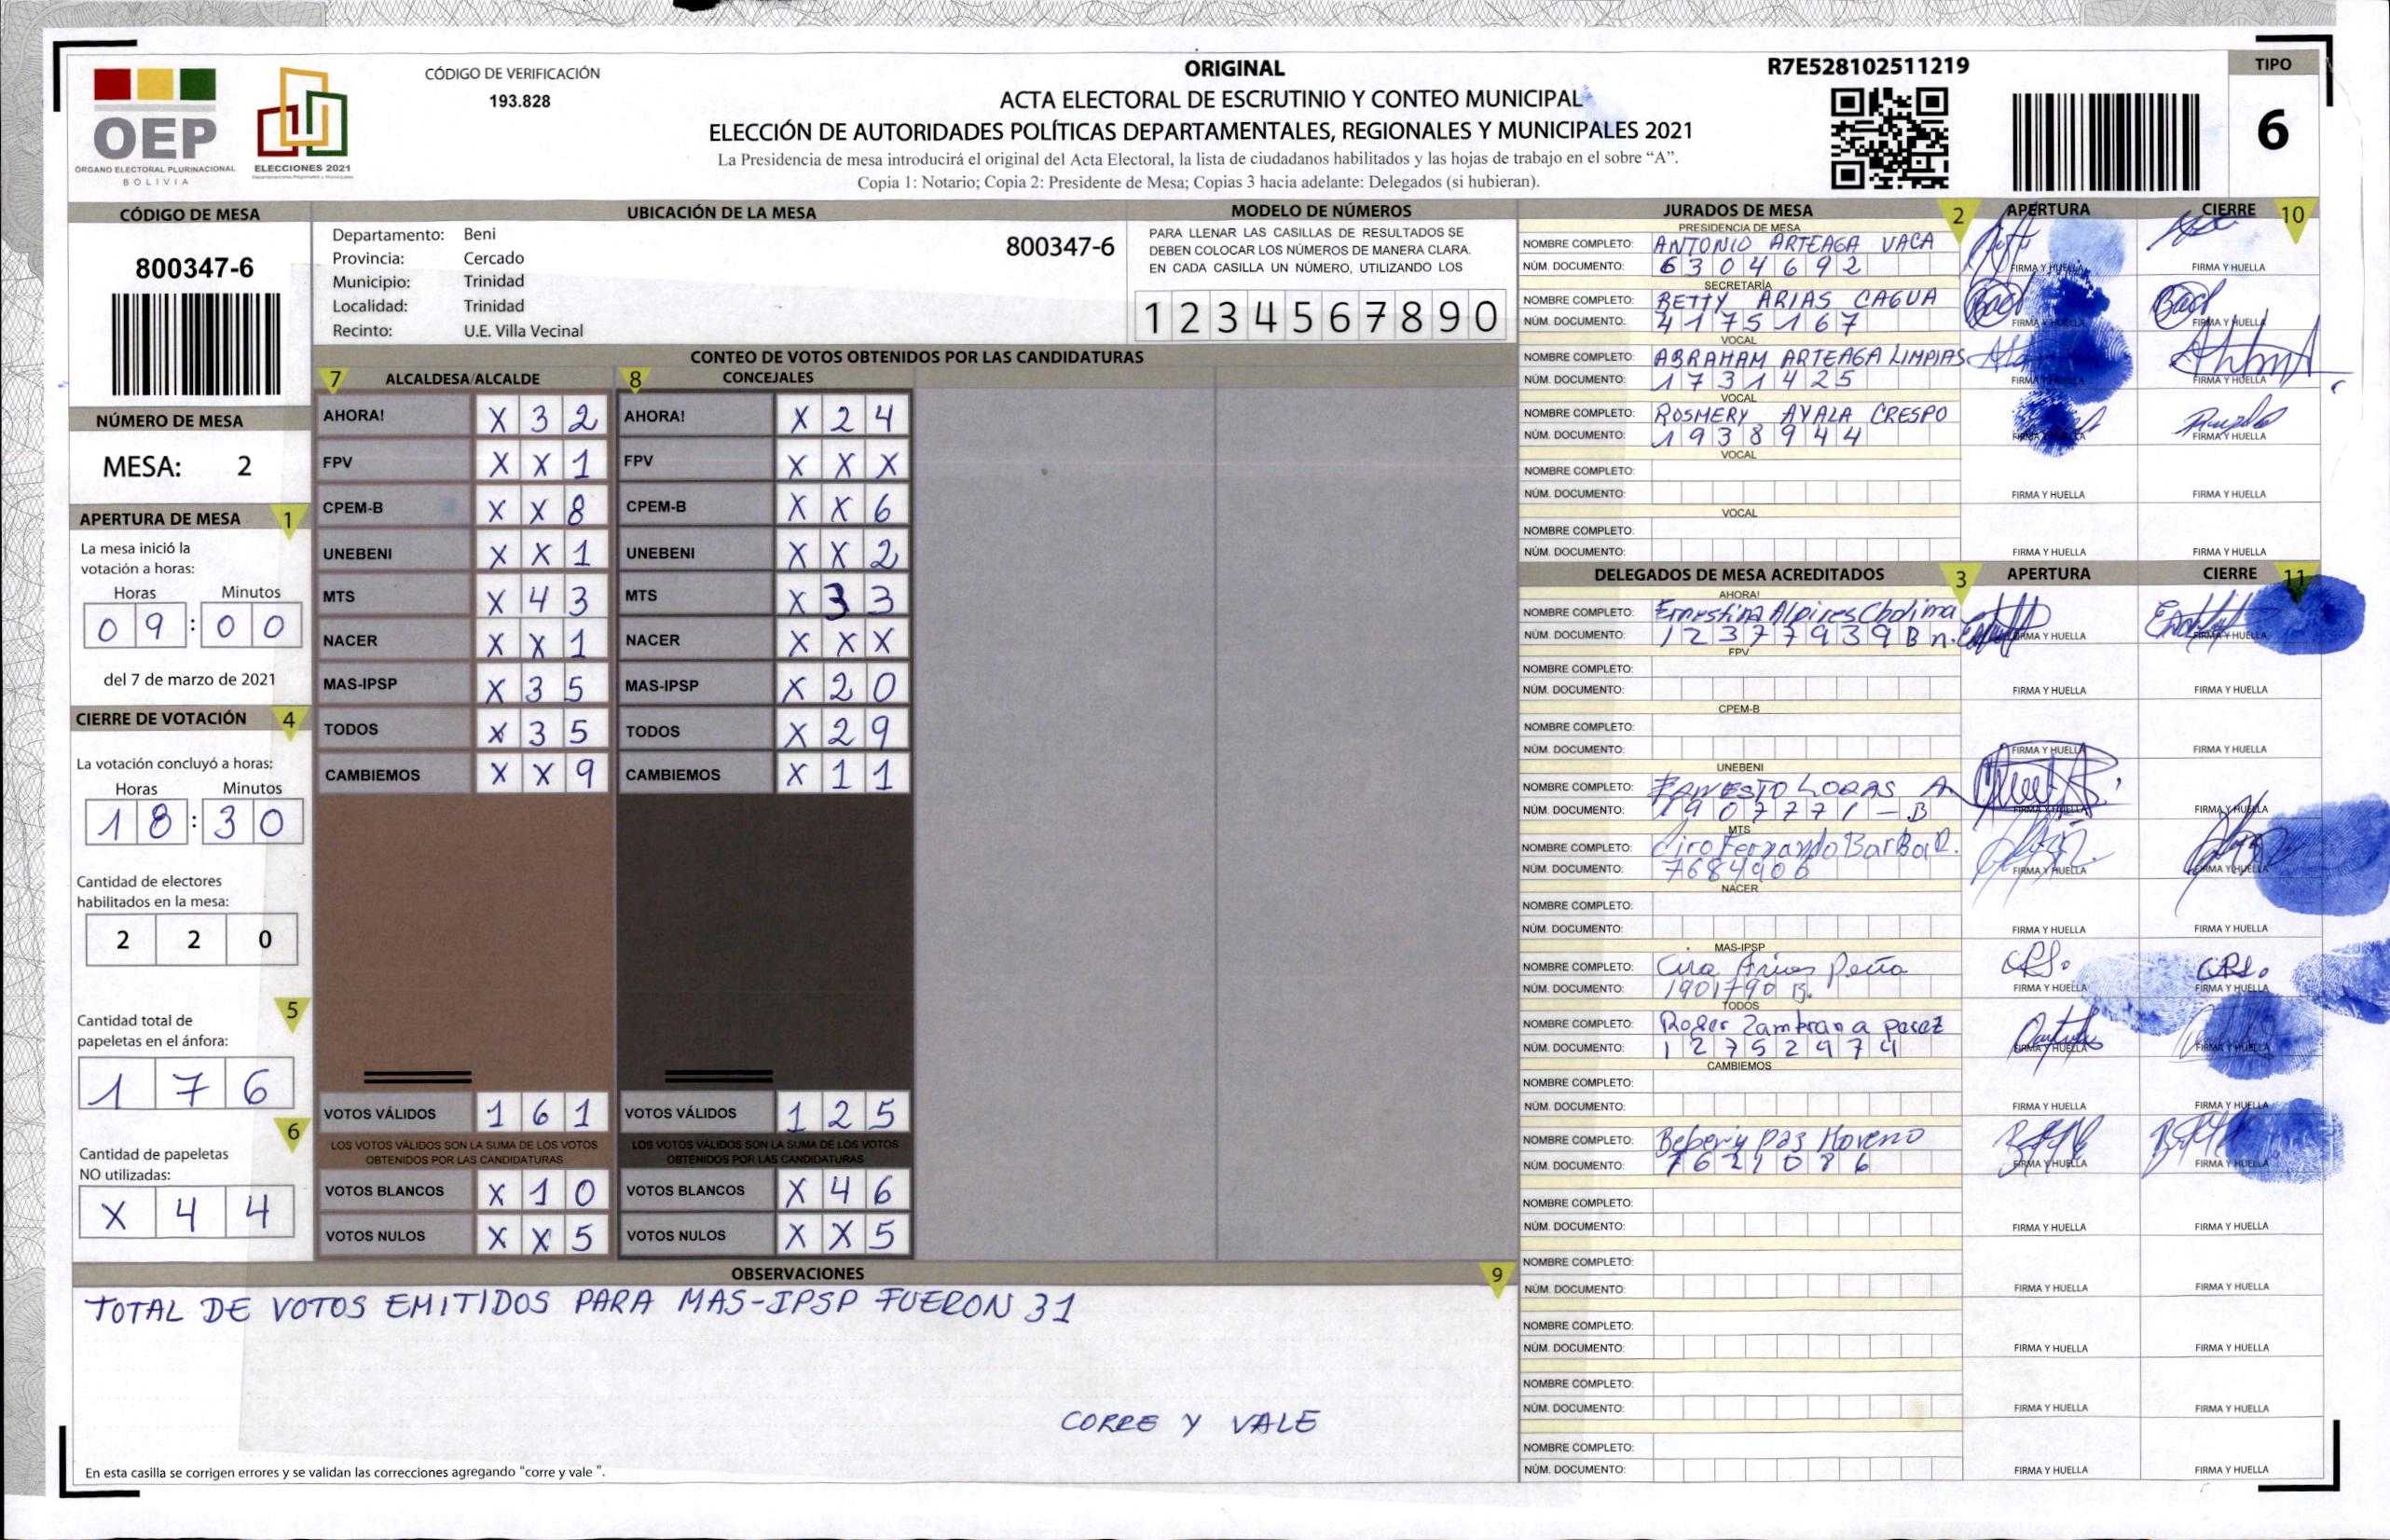 ORIGINAL
R7E528102511219
TIPO
6
OEP
ÓRGANO ELECTORAL PLURINACIONAL
BOLIVIA
ELECCIONES 2021
CÓDIGO DE VERIFICACIÓN
193.828
ACTA ELECTORAL DE ESCRUTINIO Y CONTEO MUNICIPAL
ELECCIÓN DE AUTORIDADES POLÍTICAS DEPARTAMENTALES, REGIONALES Y MUNICIPALES 2021
La Presidencia de mesa introducirá el original del Acta Electoral, la lista de ciudadanos habilitados y las hojas de trabajo en el sobre “A”.
Copia 1: Notario; Copia 2: Presidente de Mesa; Copias 3 hacia adelante: Delegados (si hubieran).
CÓDIGO DE MESA
800347-6
NÚMERO DE MESA
MESA: 2
APERTURA DE MESA 1
La mesa inició la
votación a horas:
Horas Minutos
09:00
del 7 de marzo de 2021
CIERRE DE VOTACIÓN 4
La votación concluyó a horas:
Horas Minutos
18:30
Cantidad de electores
habilitados en la mesa:
2 2 0
5
Cantidad total de
papeletas en el ánfora:
1 7 6
6
Cantidad de papeletas
NO utilizadas:
X 4 4
UBICACIÓN DE LA MESA
Departamento: Beni 800347-6
Provincia: Cercado
Municipio: Trinidad
Localidad: Trinidad
Recinto: U.E. Villa Vecinal
MODELO DE NÚMEROS
PARA LLENAR LAS CASILLAS DE RESULTADOS SE
DEBEN COLOCAR LOS NÚMEROS DE MANERA CLARA.
EN CADA CASILLA UN NÚMERO, UTILIZANDO LOS
1 2 3 4 5 6 7 8 9 0
CONTEO DE VOTOS OBTENIDOS POR LAS CANDIDATURAS
7 ALCALDESA/ALCALDE 8 CONCEJALES
AHORA! X 3 2 AHORA! X 2 4
FPV X X 1 FPV X X X
CPEM-B X X 8 CPEM-B X X 6
UNEBENI X X 1 UNEBENI X X 2
MTS X 4 3 MTS X 3 3
NACER X X 1 NACER X X X
MAS-IPSP X 3 5 MAS-IPSP X 2 0
TODOS X 3 5 TODOS X 2 9
CAMBIEMOS X X 9 CAMBIEMOS X 1 1
VOTOS VÁLIDOS 1 6 1 VOTOS VÁLIDOS 1 2 5
LOS VOTOS VÁLIDOS SON LA SUMA DE LOS VOTOS LOS VOTOS VÁLIDOS SON LA SUMA DE LOS VOTOS
OBTENIDOS POR LAS CANDIDATURAS OBTENIDOS POR LAS CANDIDATURAS
VOTOS BLANCOS X 1 0 VOTOS BLANCOS X 4 6
VOTOS NULOS X X 5 VOTOS NULOS X X 5
OBSERVACIONES 9
TOTAL DE VOTOS EMITIDOS PARA MAS-IPSP FUERON 31
CORRE Y VALE
En esta casilla se corrigen errores y se validan las correcciones agregando "corre y vale ".
JURADOS DE MESA 2 APERTURA CIERRE 10
PRESIDENCIA DE MESA
NOMBRE COMPLETO: ANTONIO ARTEAGA VACA
NÚM. DOCUMENTO: 6304692 FIRMA Y HUELLA FIRMA Y HUELLA
SECRETARÍA
NOMBRE COMPLETO: BETTY ARIAS CAGUA
NÚM. DOCUMENTO: 4175167 FIRMA Y HUELLA FIRMA Y HUELLA
VOCAL
NOMBRE COMPLETO: ABRAHAM ARTEAGA LIMPIAS
NÚM. DOCUMENTO: 1731425 FIRMA Y HUELLA FIRMA Y HUELLA
VOCAL
NOMBRE COMPLETO: ROSMERY AYALA CRESPO
NÚM. DOCUMENTO: 1938944 FIRMA Y HUELLA FIRMA Y HUELLA
VOCAL
NOMBRE COMPLETO:
NÚM. DOCUMENTO: FIRMA Y HUELLA FIRMA Y HUELLA
VOCAL
NOMBRE COMPLETO:
NÚM. DOCUMENTO: FIRMA Y HUELLA FIRMA Y HUELLA
DELEGADOS DE MESA ACREDITADOS 3 APERTURA CIERRE 11
AHORA!
NOMBRE COMPLETO: Ernestina Alpires Cholima
NÚM. DOCUMENTO: 12377939 Bn. FIRMA Y HUELLA FIRMA Y HUELLA
FPV
NOMBRE COMPLETO:
NÚM. DOCUMENTO: FIRMA Y HUELLA FIRMA Y HUELLA
CPEM-B
NOMBRE COMPLETO:
NÚM. DOCUMENTO: FIRMA Y HUELLA FIRMA Y HUELLA
UNEBENI
NOMBRE COMPLETO: ERNESTO A
NÚM. DOCUMENTO: 1907771-B FIRMA Y HUELLA FIRMA Y HUELLA
MTS
NOMBRE COMPLETO: Ciro Fernando Barba R.
NÚM. DOCUMENTO: 7684906 FIRMA Y HUELLA FIRMA Y HUELLA
NACER
NOMBRE COMPLETO:
NÚM. DOCUMENTO: FIRMA Y HUELLA FIRMA Y HUELLA
MAS-IPSP
NOMBRE COMPLETO: Arias Peña
NÚM. DOCUMENTO: 1901790 B. FIRMA Y HUELLA FIRMA Y HUELLA
TODOS
NOMBRE COMPLETO: Roger Zambrana perez
NÚM. DOCUMENTO: 12752974 FIRMA Y HUELLA FIRMA Y HUELLA
CAMBIEMOS
NOMBRE COMPLETO:
NÚM. DOCUMENTO: FIRMA Y HUELLA FIRMA Y HUELLA
NOMBRE COMPLETO: Paz Moreno
NÚM. DOCUMENTO: 7621086 FIRMA Y HUELLA FIRMA Y HUELLA
NOMBRE COMPLETO:
NÚM. DOCUMENTO: FIRMA Y HUELLA FIRMA Y HUELLA
NOMBRE COMPLETO:
NÚM. DOCUMENTO: FIRMA Y HUELLA FIRMA Y HUELLA
NOMBRE COMPLETO:
NÚM. DOCUMENTO: FIRMA Y HUELLA FIRMA Y HUELLA
NOMBRE COMPLETO:
NÚM. DOCUMENTO: FIRMA Y HUELLA FIRMA Y HUELLA
NOMBRE COMPLETO:
NÚM. DOCUMENTO: FIRMA Y HUELLA FIRMA Y HUELLA